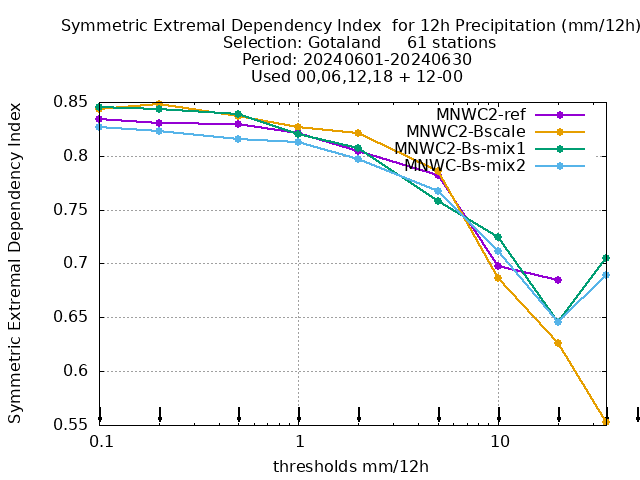 Symmetric Extremal Dependency Index  for 12h Precipitation (mm/12h)
Selection: Gotaland     61 stations
Period: 20240601-20240630
Used 00,06,12,18 + 12-00
Symmetric Extremal Dependency Index
0.85
0.8
0.75
0.7
0.65
0.6
0.55
MNWC2-ref
MNWC2-Bscale
MNWC2-Bs-mix1
MNWC-Bs-mix2
0.1
1
10
thresholds mm/12h